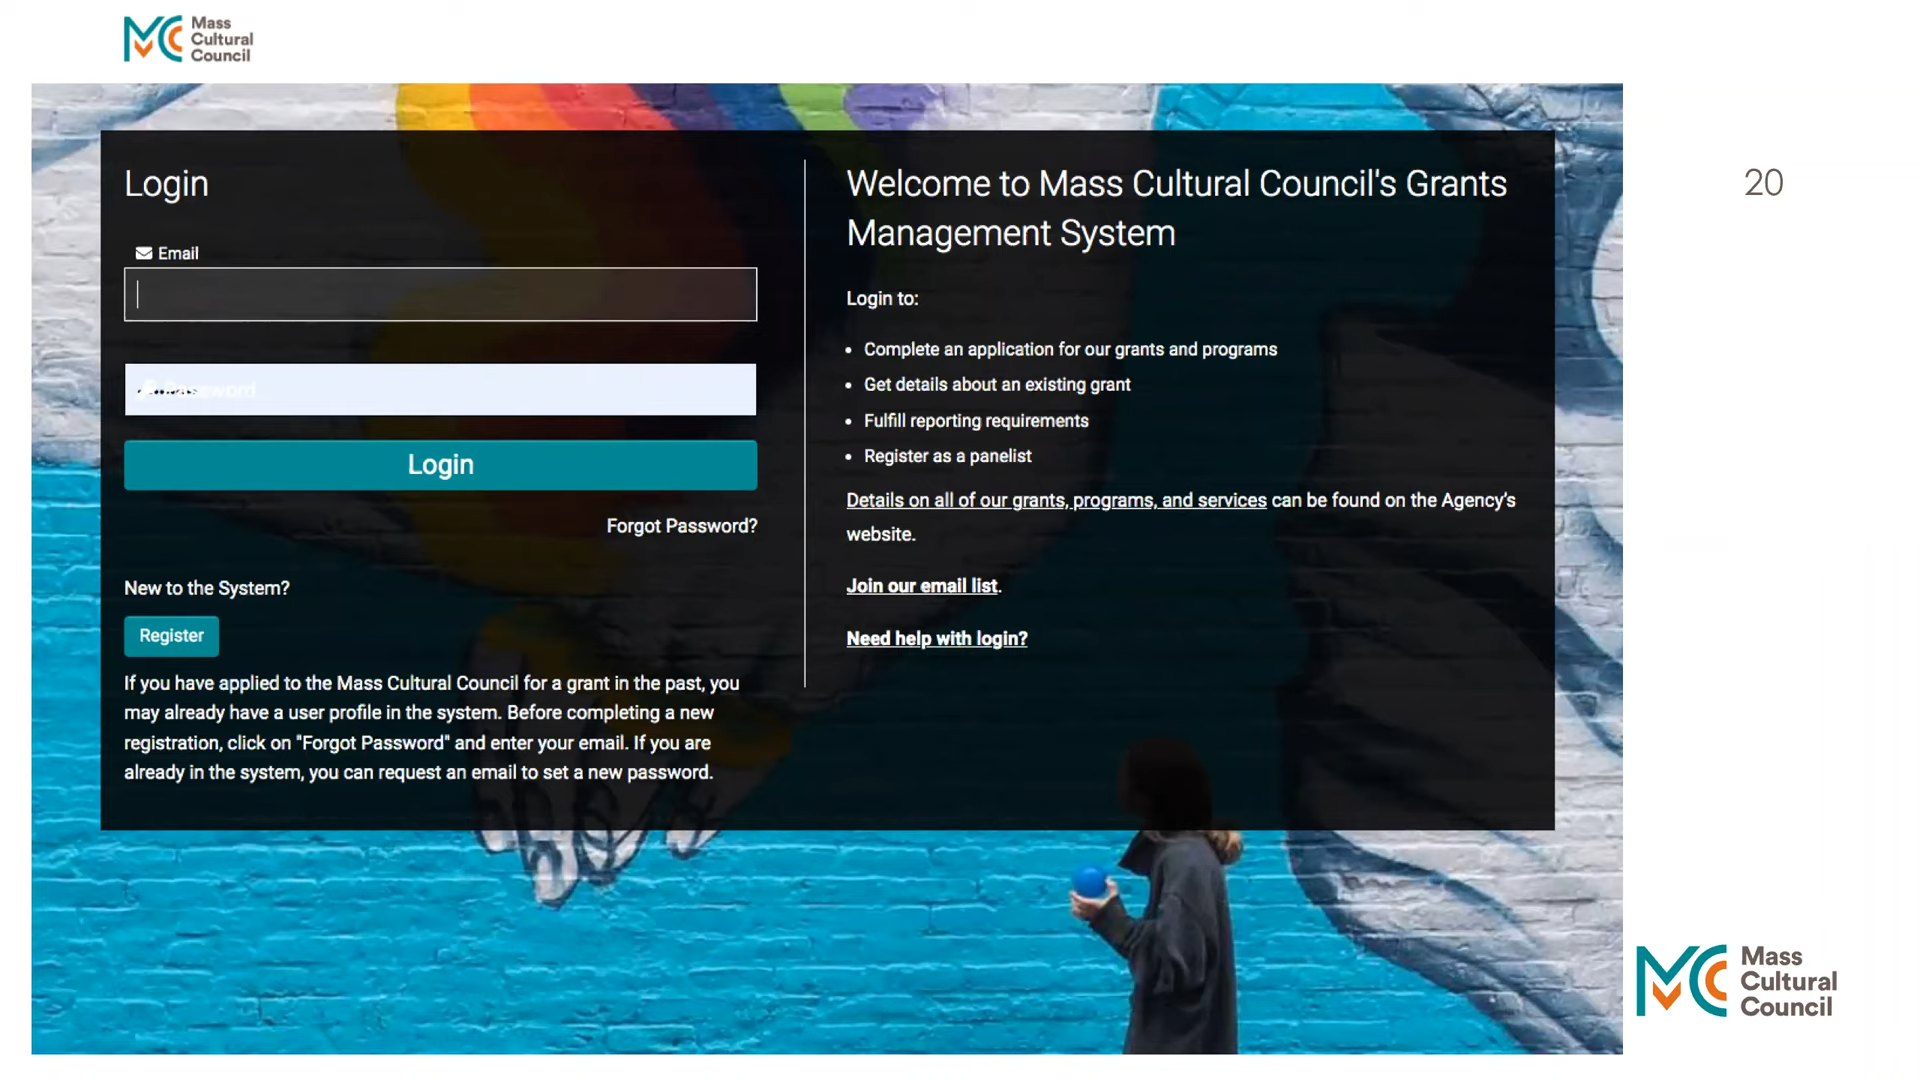 Mass
Cultural
Council
Login
Email
Password
Login
Forgot Password?
New to the System?
Register
If you have applied to the Mass Cultural Council for a grant in the past, you
may already have a user profile in the system. Before completing a new
registration, click on "Forgot Password" and enter your email. If you are
already in the system, you can request an email to set a new password.
Welcome to Mass Cultural Council's Grants
Management System
Login to:
• Complete an application for our grants and programs
• Get details about an existing grant
• Fulfill reporting requirements
• Register as a panelist
Details on all of our grants, programs, and services can be found on the Agency’s
website.
Join our email list.
Need help with login?
20
Mass
Cultural
Council